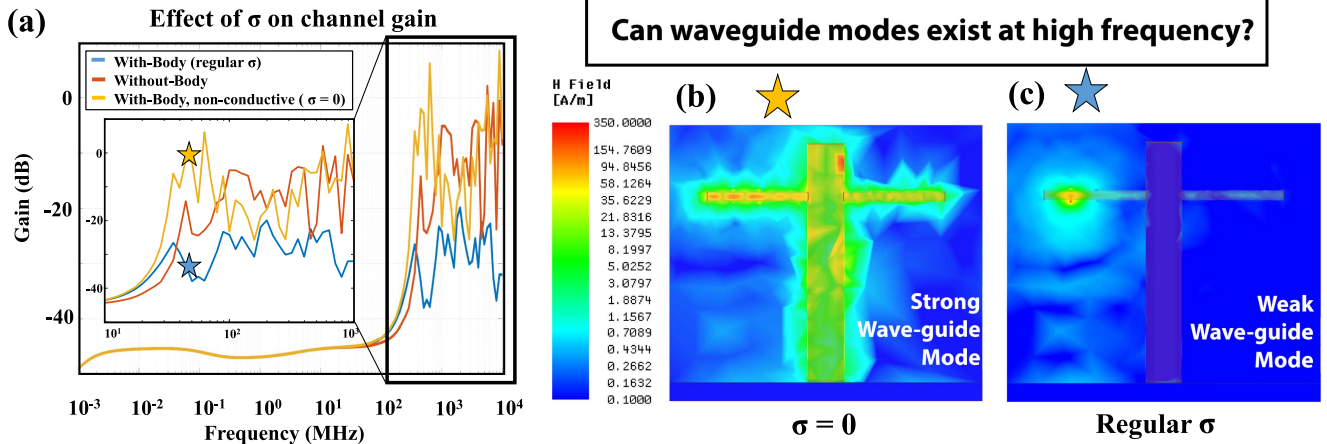 (a)
Effect of σ on channel gain
With-Body (regular σ)
Without-Body
With-Body, non-conductive ( σ = 0)
Gain (dB)
0
-20
-40
0
-20
-40
10¹
10²
10³
10⁻³
10⁻²
10⁻¹
10⁰
10¹
10²
10³
10⁴
Frequency (MHz)
Can waveguide modes exist at high frequency?
H Field
[A/m]
350.0000
154.7609
94.8456
58.1264
35.6229
21.8316
13.3795
8.1997
5.0252
3.0797
1.8874
1.1567
0.7089
0.4344
0.2662
0.1632
0.1000
(b)
Strong
Wave-guide
Mode
σ = 0
(c)
Weak
Wave-guide
Mode
Regular σ